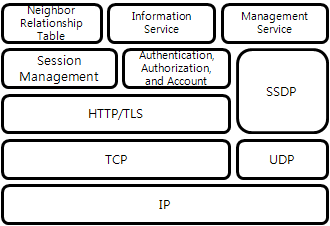 Neighbor
Relationship
Table
Information
Service
Management
Service
Session
Management
Authentication,
Authorization,
and Account
SSDP
HTTP/TLS
TCP
UDP
IP